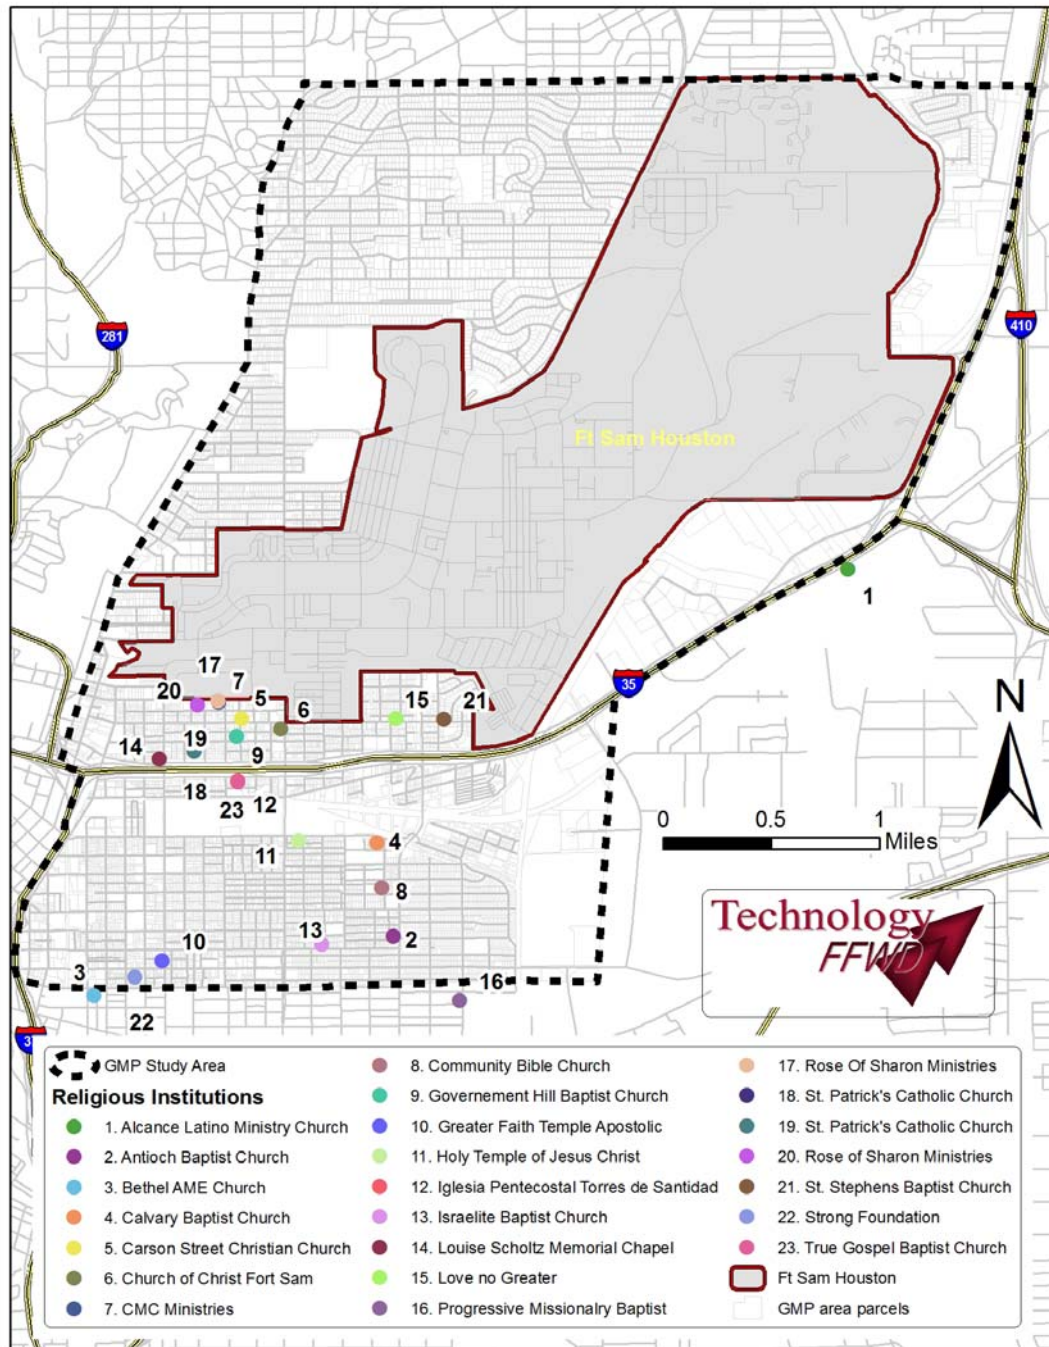 281
410
Ft Sam Houston
1
35
17
7
20
5
6
15
21
N
14
19
9
18
23
12
0 0.5 1
Miles
11
4
8
Technology
FFWD
13
2
10
3
16
22
GMP Study Area
Religious Institutions
1. Alcance Latino Ministry Church
2. Antioch Baptist Church
3. Bethel AME Church
4. Calvary Baptist Church
5. Carson Street Christian Church
6. Church of Christ Fort Sam
7. CMC Ministries
8. Community Bible Church
9. Governement Hill Baptist Church
10. Greater Faith Temple Apostolic
11. Holy Temple of Jesus Christ
12. Iglesia Pentecostal Torres de Santidad
13. Israelite Baptist Church
14. Louise Scholtz Memorial Chapel
15. Love no Greater
16. Progressive Missionalry Baptist
17. Rose Of Sharon Ministries
18. St. Patrick's Catholic Church
19. St. Patrick's Catholic Church
20. Rose of Sharon Ministries
21. St. Stephens Baptist Church
22. Strong Foundation
23. True Gospel Baptist Church
Ft Sam Houston
GMP area parcels